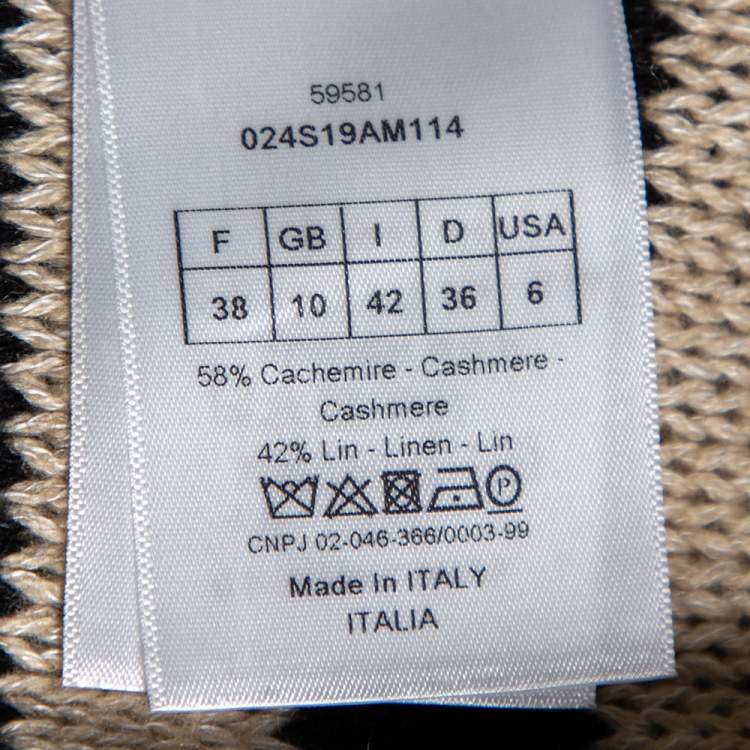 59581
024S19AM114
F GB I D USA
38 10 42 36 6
58% Cachemire - Cashmere -
Cashmere
42% Lin - Linen - Lin
P
CNPJ 02-046-366/0003-99
Made In ITALY
ITALIA